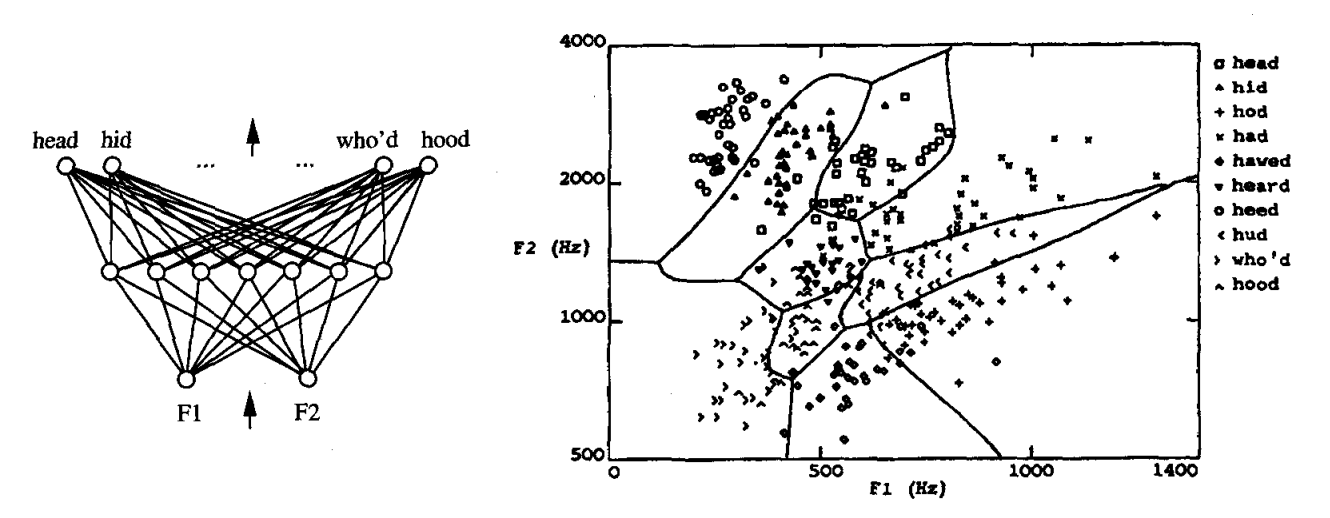 head hid who'd hood
... ...
F1 F2
4000
2000
F2 (Hz)
1000
500
0 500 1000 1400
F1 (Hz)
head
hid
hod
had
hawed
heard
heed
hud
who'd
hood